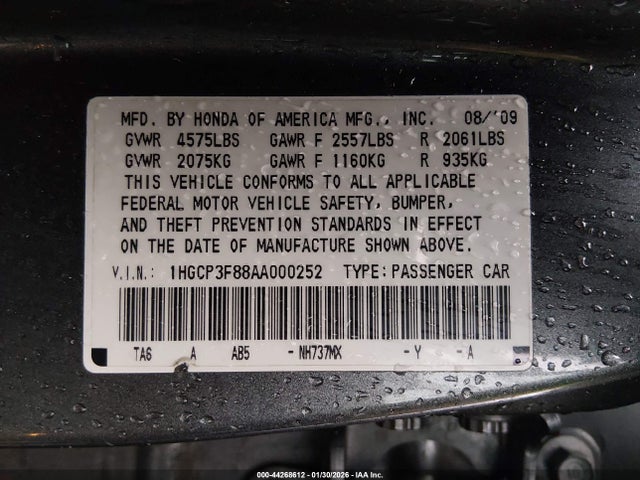 MFD. BY HONDA OF AMERICA MFG., INC. 08/'09
GVWR 4575LBS GAWR F 2557LBS R 2061LBS
GVWR 2075KG GAWR F 1160KG R 935KG
THIS VEHICLE CONFORMS TO ALL APPLICABLE
FEDERAL MOTOR VEHICLE SAFETY, BUMPER,
AND THEFT PREVENTION STANDARDS IN EFFECT
ON THE DATE OF MANUFACTURE SHOWN ABOVE.
V.I.N.: 1HGCP3F88AA000252 TYPE: PASSENGER CAR
TA6 A AB5 -NH737MX -Y -A
000-44268612 - 01/30/2026 - IAA Inc.